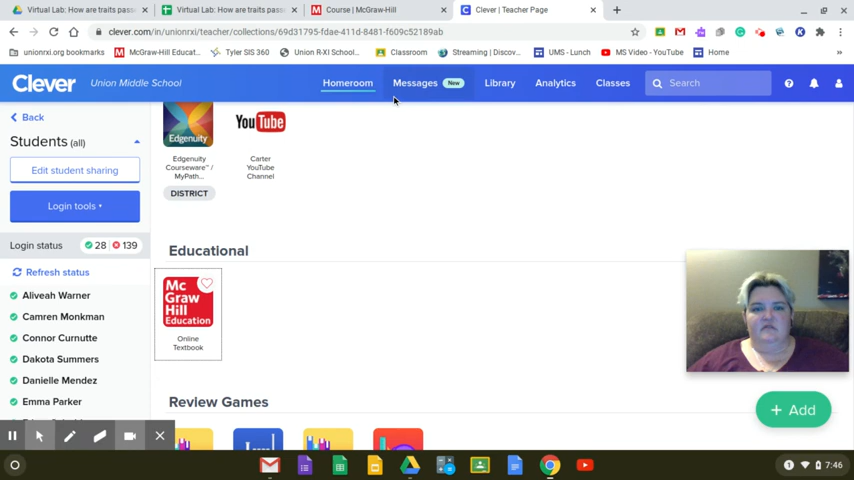 Virtual Lab: How are traits pass
Virtual Lab: How are traits pass
Course | McGraw-Hill
Clever | Teacher Page
clever.com/in/unionrxi/teacher/collections/69d31795-fdae-411d-8481-f609c52189ab
unionrxi.org bookmarks
McGraw-Hill Educat...
Tyler SIS 360
Union R-XI School...
Classroom
Streaming | Discov...
UMS - Lunch
MS Video - YouTube
Home
Clever
Union Middle School
Homeroom
Messages New
Library
Analytics
Classes
Search
Back
Students (all)
Edit student sharing
Login tools
Login status 28 139
Refresh status
Aliveah Warner
Camren Monkman
Connor Curnutte
Dakota Summers
Danielle Mendez
Emma Parker
Edgenuity
Edgenuity
Courseware™ /
MyPath...
DISTRICT
YouTube
Carter
YouTube
Channel
Educational
Mc
Graw
Hill
Education
Online
Textbook
Review Games
+ Add
1 7:46